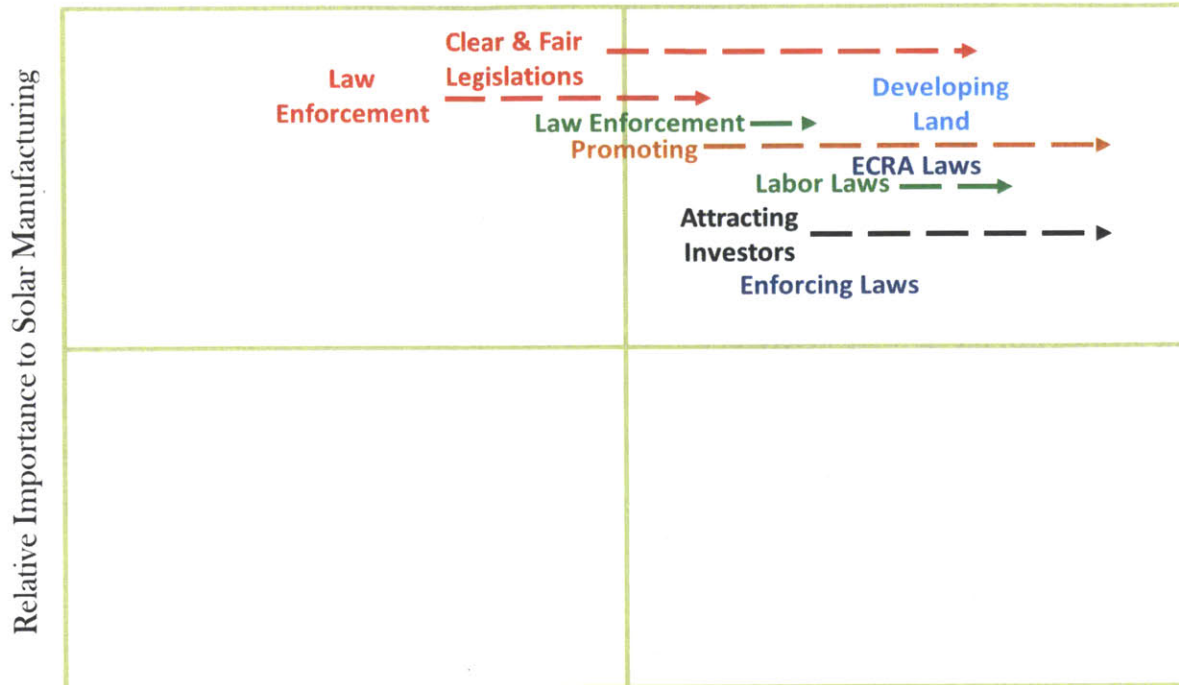 Relative Importance to Solar Manufacturing
Clear & Fair
Legislations
Law
Enforcement
Developing
Land
Law Enforcement
Promoting
ECRA Laws
Labor Laws
Attracting
Investors
Enforcing Laws